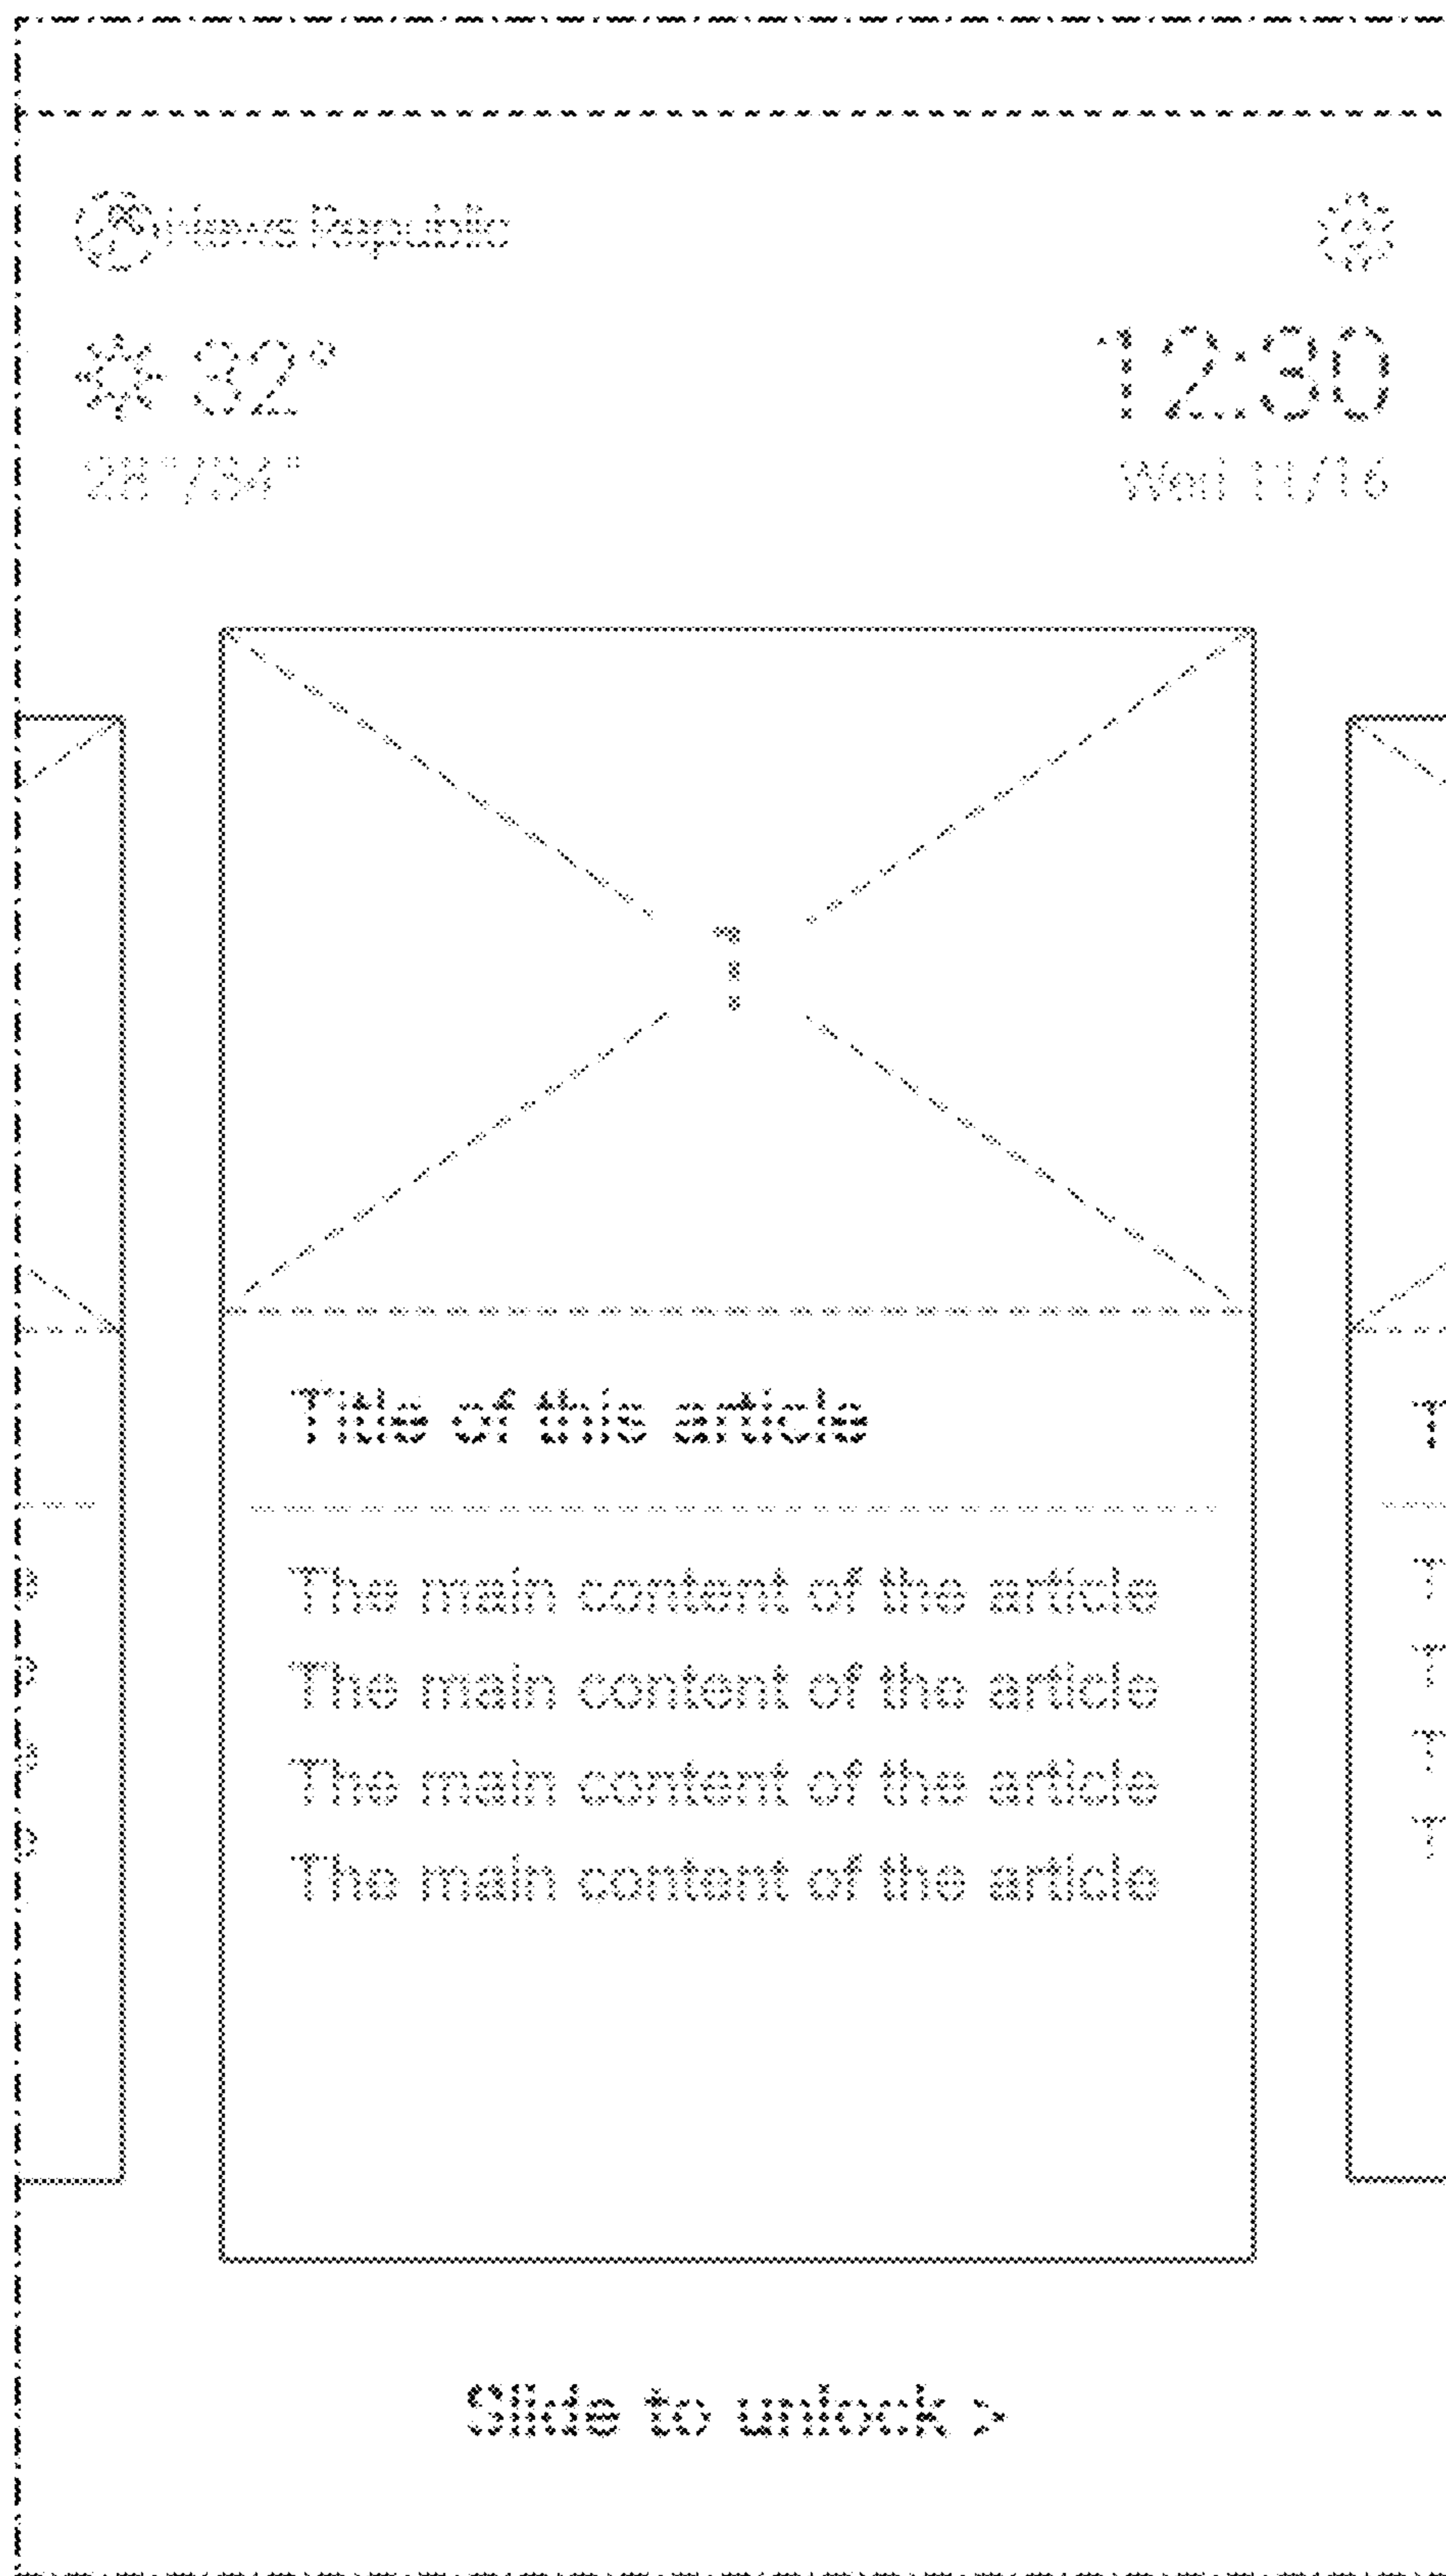 News Republic
32° 12:30
28°/34° Wed 11/16
1
Title of this article
The main content of the article
The main content of the article
The main content of the article
The main content of the article
Slide to unlock >